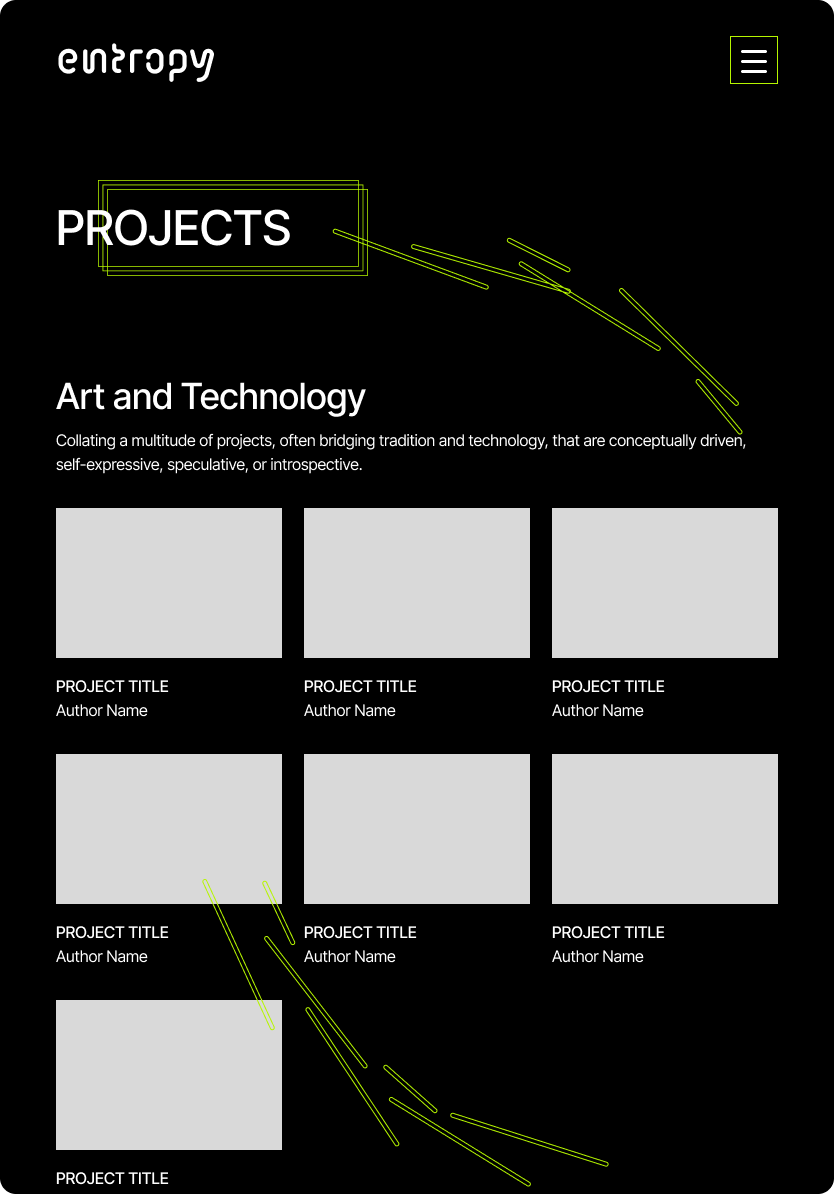 entropy
PROJECTS
Art and Technology
Collating a multitude of projects, often bridging tradition and technology, that are conceptually driven,
self-expressive, speculative, or introspective.
PROJECT TITLE
Author Name
PROJECT TITLE
Author Name
PROJECT TITLE
Author Name
PROJECT TITLE
Author Name
PROJECT TITLE
Author Name
PROJECT TITLE
Author Name
PROJECT TITLE